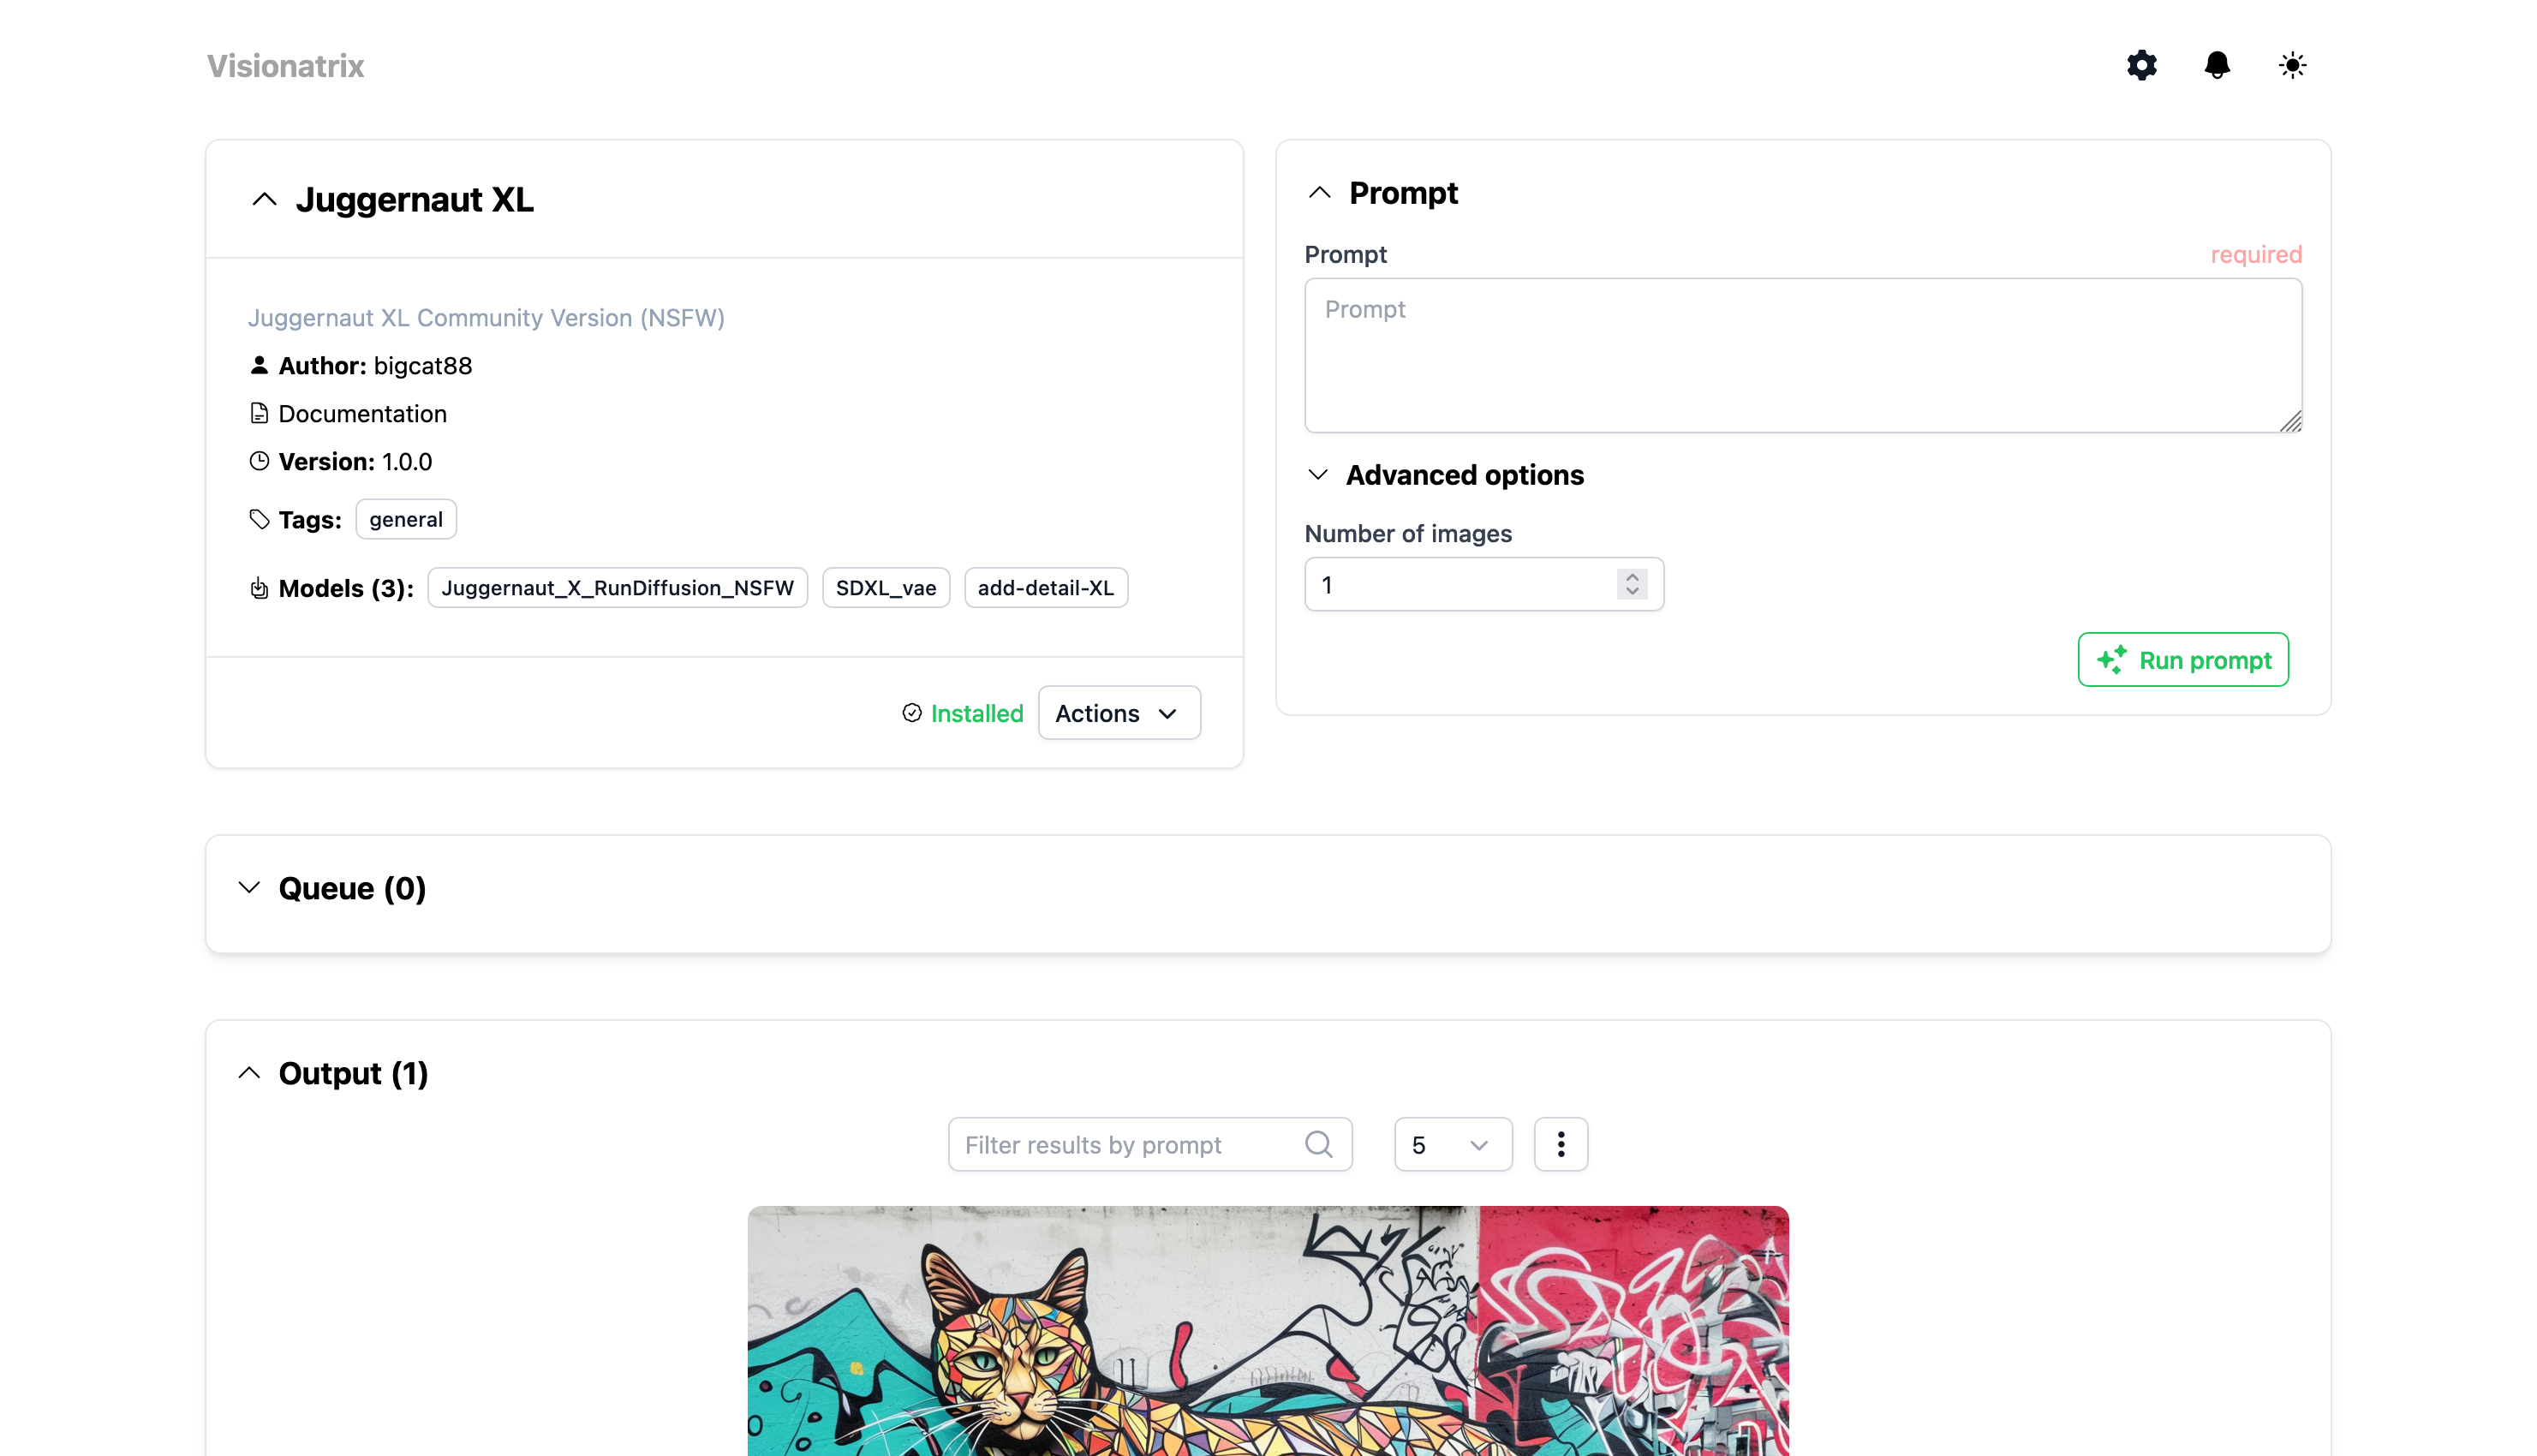 Visionatrix
Juggernaut XL
Juggernaut XL Community Version (NSFW)
Author: bigcat88
Documentation
Version: 1.0.0
Tags: general
Models (3): Juggernaut_X_RunDiffusion_NSFW SDXL_vae add-detail-XL
Installed Actions
Prompt
Prompt required
Prompt
Advanced options
Number of images
1
Run prompt
Queue (0)
Output (1)
Filter results by prompt 5